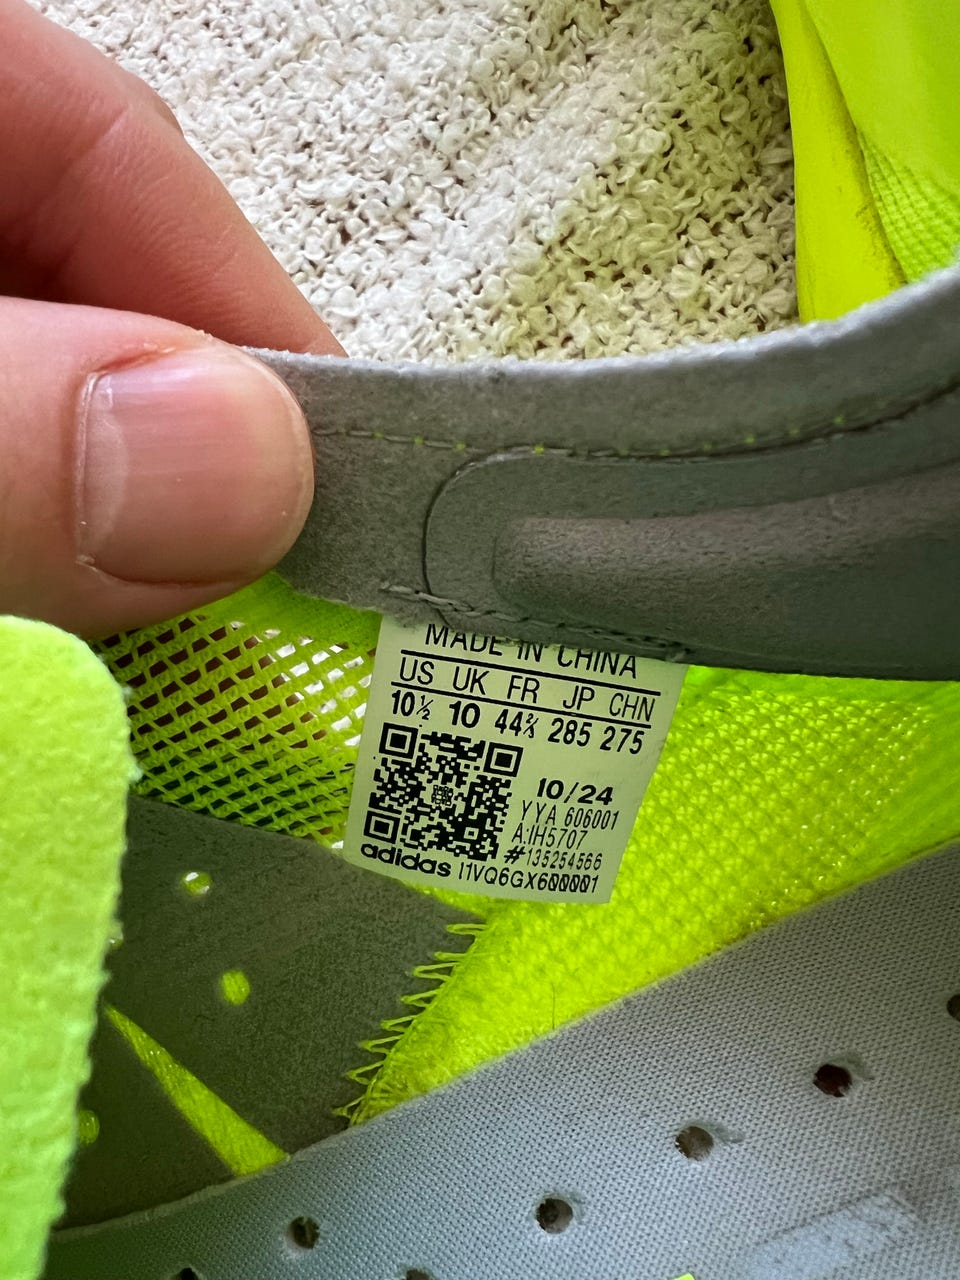 MADE IN CHINA
US UK FR JP CHN
10½ 10 44⅔ 285 275
10/24
YYA 606001
A:IH5707
#135254566
adidas I1VQ6GX600001